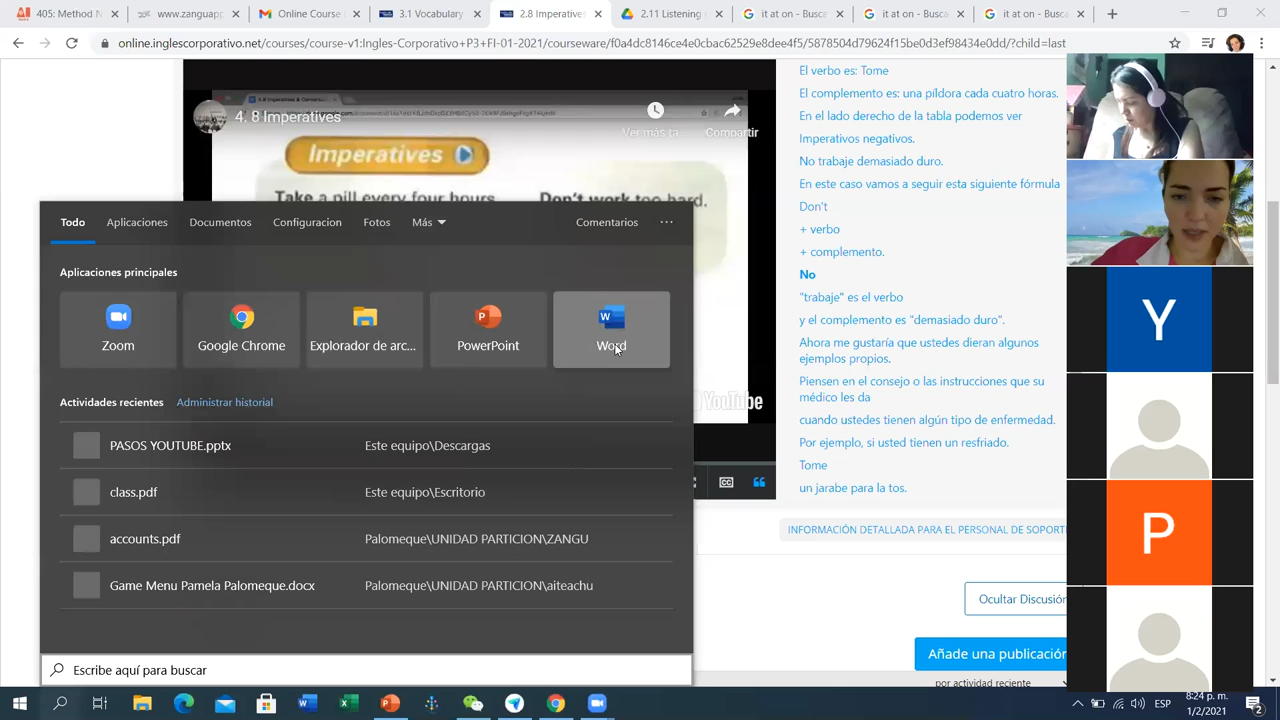 405: Method N
www.zangupp
Online Course
3.1 Vocabulary
2.8 Imperatives
2.11 Listening
it at on - Busca
online.inglescorporativo.net/courses/course-v1:Ingles-Corporativo+P3+FI-01-2021/courseware/f0a4dc8146ce4e0cbac62529e8dee4f5/5878504d79624f15be0d3ef98434e0dd/?child=last
4. 8 Imperatives
Ver más ta
Compartir
Imperatives
Take a pill every four hours
Don't work too hard.
YouTube
Todo
Aplicaciones
Documentos
Configuracion
Fotos
Más
Comentarios
Aplicaciones principales
Zoom
Google Chrome
Explorador de arc...
PowerPoint
Word
Actividades recientes
Administrar historial
PASOS YOUTUBE.pptx
Este equipo\Descargas
class.pdf
Este equipo\Escritorio
accounts.pdf
Palomeque\UNIDAD PARTICION\ZANGU
Game Menu Pamela Palomeque.docx
Palomeque\UNIDAD PARTICION\aiteachu
Escribe aquí para buscar
El verbo es: Tome
El complemento es: una píldora cada cuatro horas.
En el lado derecho de la tabla podemos ver
Imperativos negativos.
No trabaje demasiado duro.
En este caso vamos a seguir esta siguiente fórmula
Don't
+ verbo
+ complemento.
No
"trabaje" es el verbo
y el complemento es "demasiado duro".
Ahora me gustaría que ustedes dieran algunos
ejemplos propios.
Piensen en el consejo o las instrucciones que su
médico les da
cuando ustedes tienen algún tipo de enfermedad.
Por ejemplo, si usted tienen un resfriado.
Tome
un jarabe para la tos.
INFORMACIÓN DETALLADA PARA EL PERSONAL DE SOPORT
Ocultar Discusión
Añade una publicación
por actividad reciente
Y
P
ESP
8:24 p. m.
1/2/2021
2